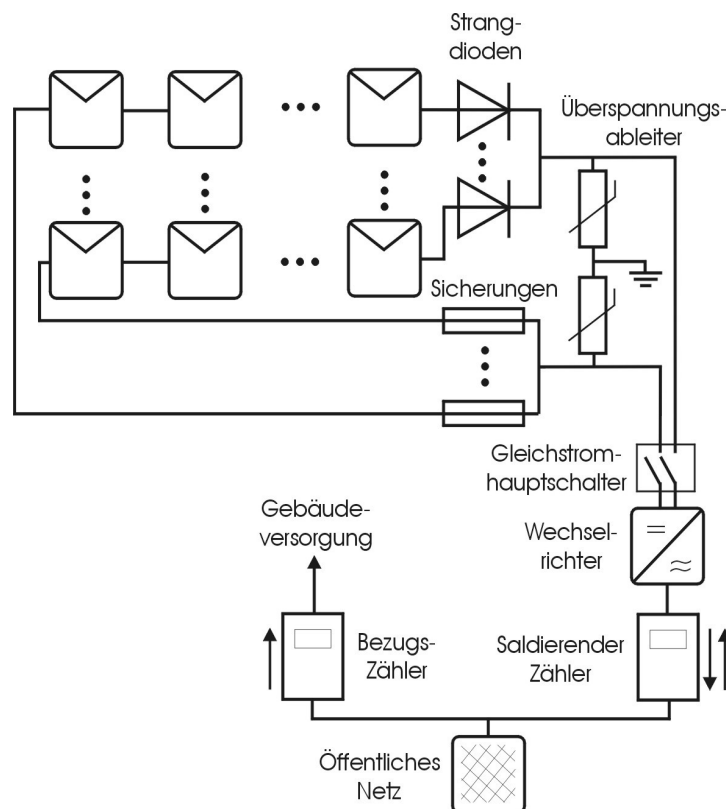 Strang-
dioden
Überspannungs-
ableiter
Sicherungen
Gleichstrom-
hauptschalter
Gebäude-
versorgung
Wechsel-
richter
Bezugs-
Zähler
Saldierender
Zähler
Öffentliches
Netz